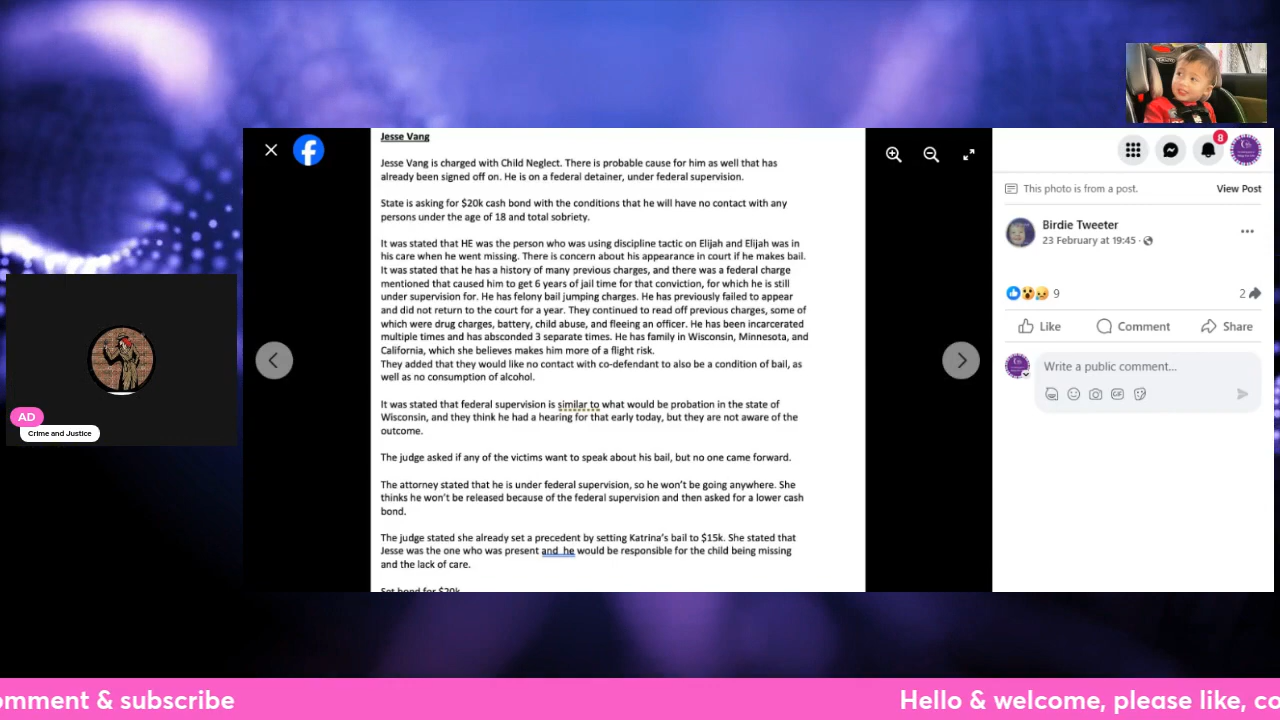 Jesse Vang
Jesse Vang is charged with Child Neglect. There is probable cause for him as well that has
already been signed off on. He is on a federal detainer, under federal supervision.
State is asking for $20k cash bond with the conditions that he will have no contact with any
persons under the age of 18 and total sobriety.
It was stated that HE was the person who was using discipline tactic on Elijah and Elijah was in
his care when he went missing. There is concern about his appearance in court if he makes bail.
It was stated that he has a history of many previous charges, and there was a federal charge
mentioned that caused him to get 6 years of jail time for that conviction, for which he is still
under supervision for. He has felony bail jumping charges. He has previously failed to appear
and did not return to the court for a year. They continued to read off previous charges, some of
which were drug charges, battery, child abuse, and fleeing an officer. He has been incarcerated
multiple times and has absconded 3 separate times. He has family in Wisconsin, Minnesota, and
California, which she believes makes him more of a flight risk.
They added that they would like no contact with co-defendant to also be a condition of bail, as
well as no consumption of alcohol.
It was stated that federal supervision is similar to what would be probation in the state of
Wisconsin, and they think he had a hearing for that early today, but they are not aware of the
outcome.
The judge asked if any of the victims want to speak about his bail, but no one came forward.
The attorney stated that he is under federal supervision, so he won't be going anywhere. She
thinks he won't be released because of the federal supervision and then asked for a lower cash
bond.
The judge stated she already set a precedent by setting Katrina's bail to $15k. She stated that
Jesse was the one who was present and he would be responsible for the child being missing
and the lack of care.
Set bond for $20k
8
This photo is from a post.
View Post
Birdie Tweeter
23 February at 19:45
9
2
Like
Comment
Share
Write a public comment...
GIF
AD
Crime and Justice
omment & subscribe
Hello & welcome, please like, co